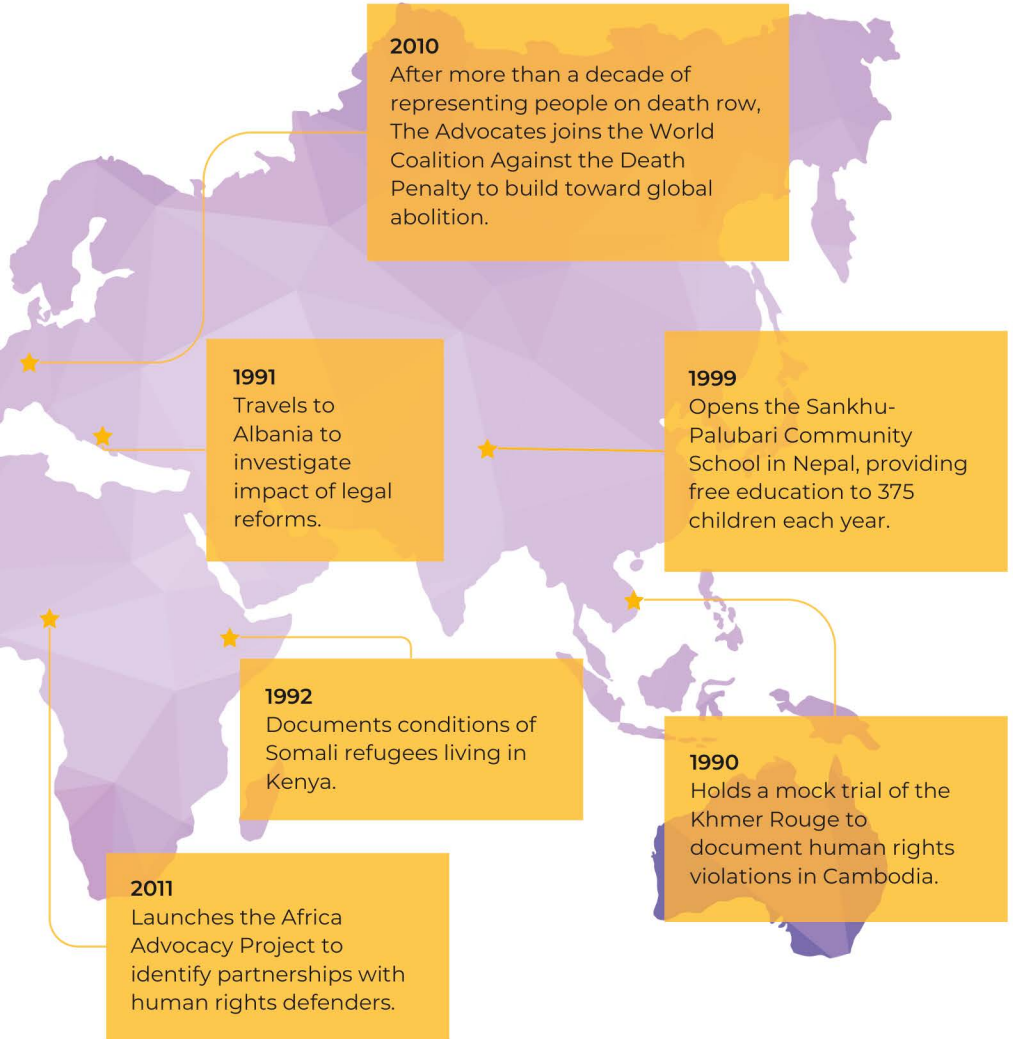 2010
After more than a decade of
representing people on death row,
The Advocates joins the World
Coalition Against the Death
Penalty to build toward global
abolition.
1991
Travels to
Albania to
investigate
impact of legal
reforms.
1999
Opens the Sankhu-
Palubari Community
School in Nepal, providing
free education to 375
children each year.
1992
Documents conditions of
Somali refugees living in
Kenya.
1990
Holds a mock trial of the
Khmer Rouge to
document human rights
violations in Cambodia.
2011
Launches the Africa
Advocacy Project to
identify partnerships with
human rights defenders.